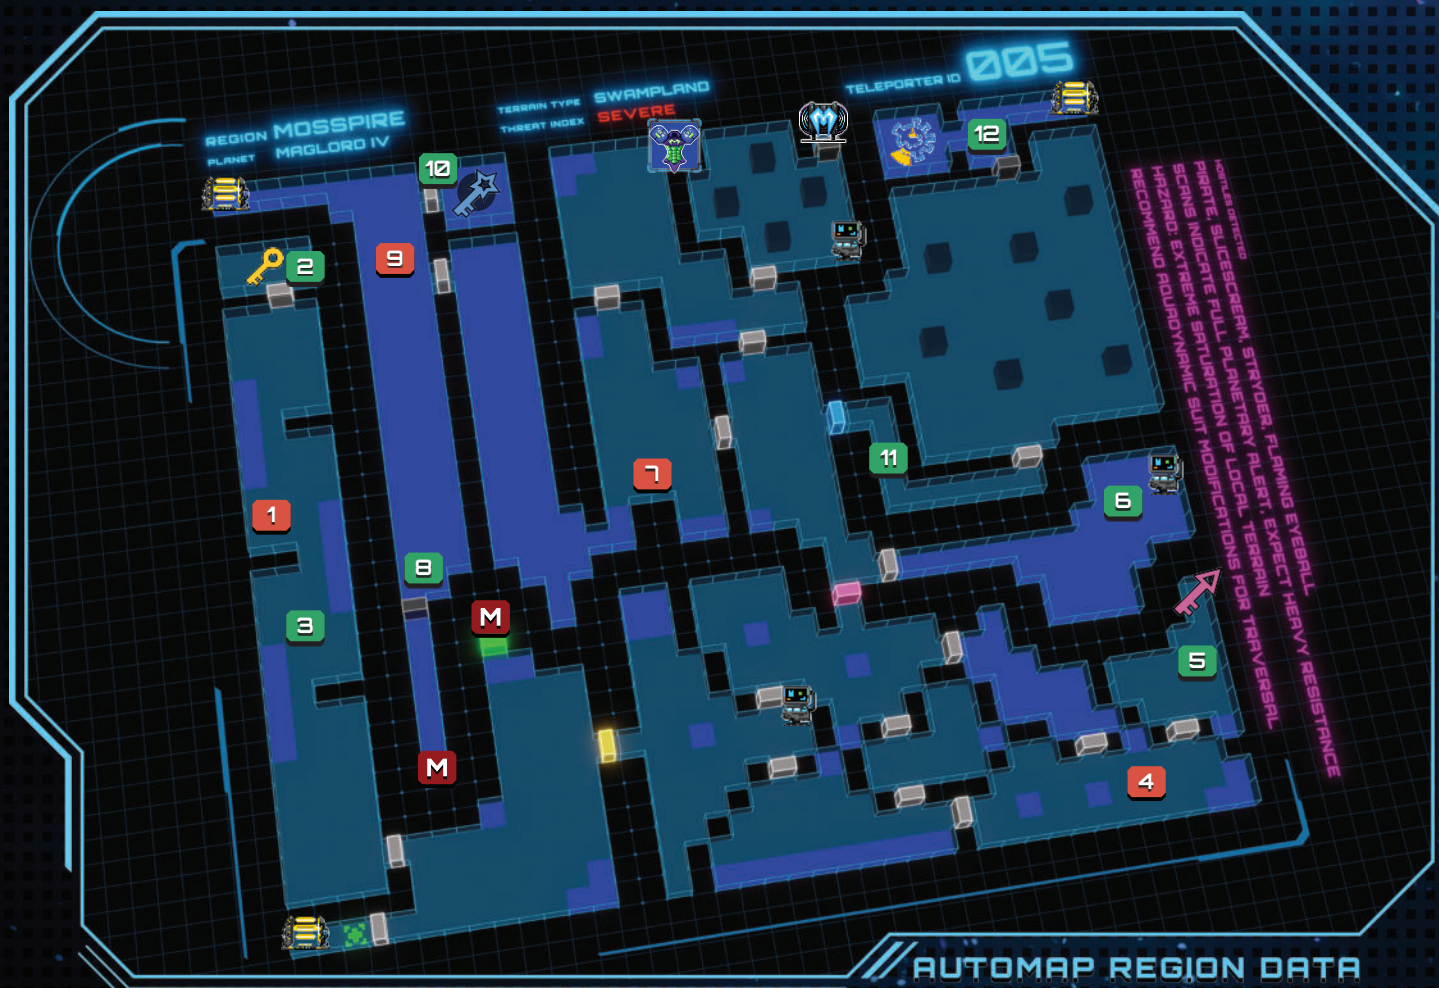 REGION MOSSPIRE
PLANET MAGLORD IV
TERRAIN TYPE SWAMPLAND
THREAT INDEX SEVERE
TELEPORTER ID 005
HOSTILES DETECTED
PIRATE, SLICESCREAM, STRYDER, FLAMING EYEBALL
SCANS INDICATE FULL PLANETARY ALERT, EXPECT HEAVY RESISTANCE
HAZARD: EXTREME SATURATION OF LOCAL TERRAIN
RECOMMEND AQUADYNAMIC SUIT MODIFICATIONS FOR TRAVERSAL
M
12
10
2
9
7
11
6
1
8
3
M
5
M
4
AUTOMAP REGION DATA